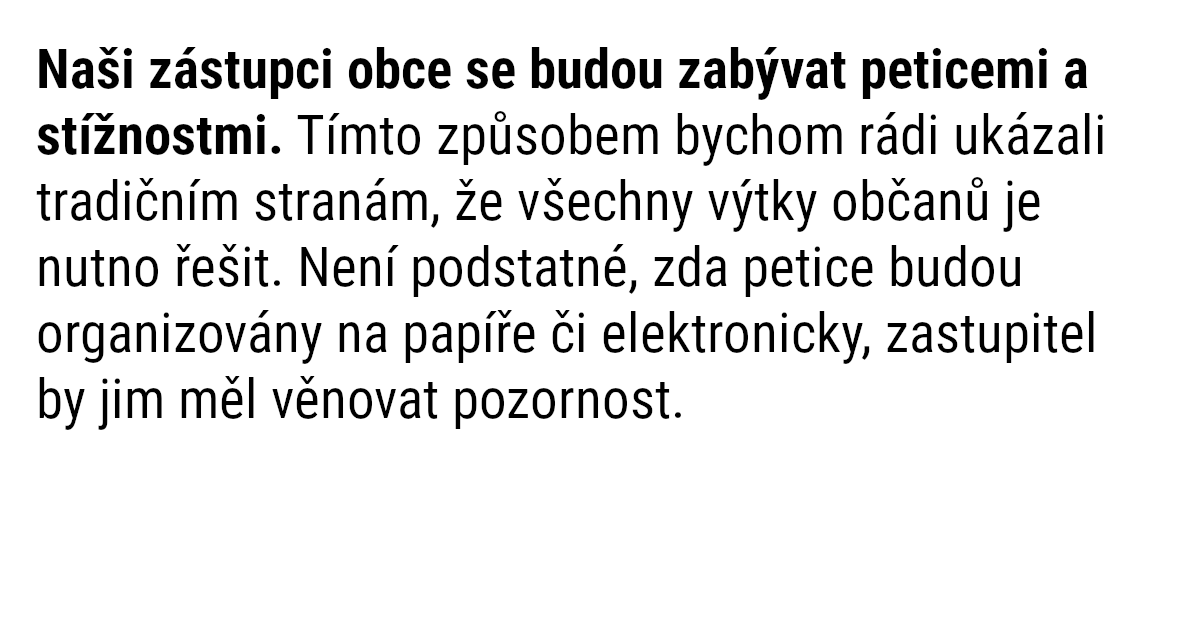 Naši zástupci obce se budou zabývat peticemi a
stížnostmi. Tímto způsobem bychom rádi ukázali
tradičním stranám, že všechny výtky občanů je
nutno řešit. Není podstatné, zda petice budou
organizovány na papíře či elektronicky, zastupitel
by jim měl věnovat pozornost.